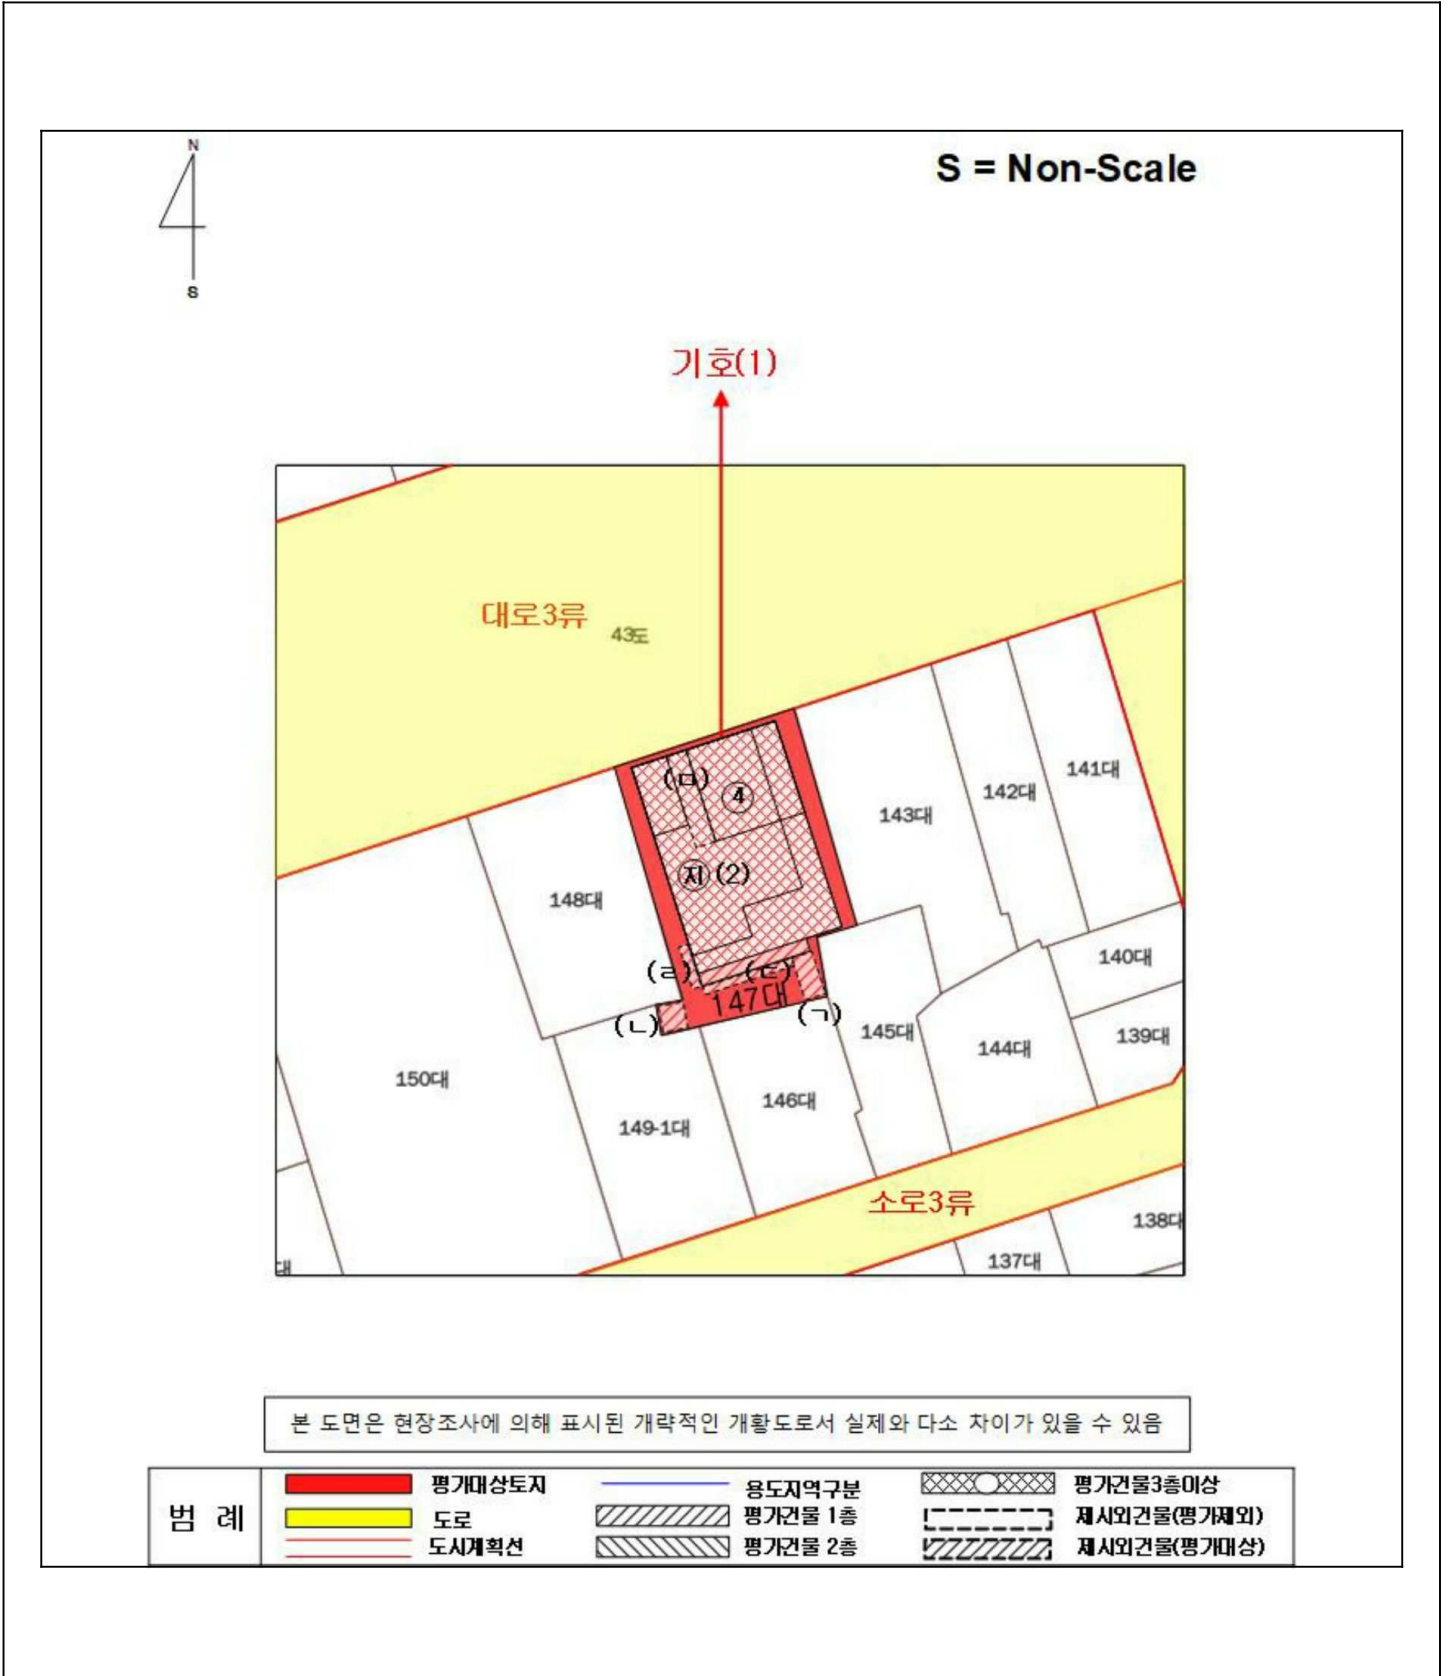 N
S = Non-Scale
S
기호(1)
대로3류
43도
141대
(ㅁ)
142대
4
143대
지 (2)
148대
140대
(ㄹ)
(ㄷ)
147대
(ㄱ)
(ㄴ)
145대
139대
144대
150대
146대
149-1대
소로3류
138대
137대
대
본 도면은 현장조사에 의해 표시된 개략적인 개황도로서 실제와 다소 차이가 있을 수 있음
범 례
평가대상토지
용도지역구분
평가건물3층이상
도로
평가건물 1층
제시외건물(평가제외)
도시계획선
평가건물 2층
제시외건물(평가대상)